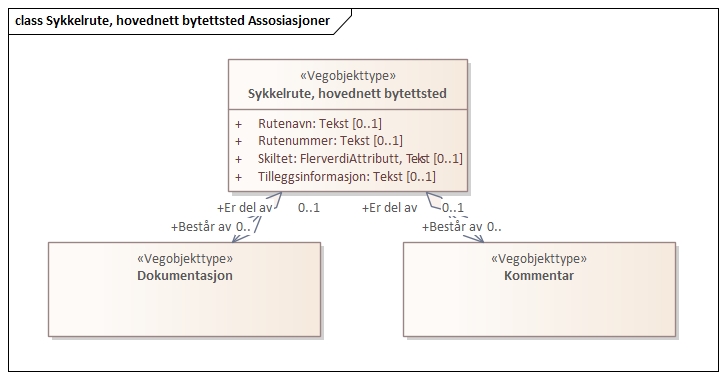 class Sykkelrute, hovednett bytettsted Assosiasjoner
«Vegobjekttype»
Sykkelrute, hovednett bytettsted
+ Rutenavn: Tekst [0..1]
+ Rutenummer: Tekst [0..1]
+ Skiltet: FlerverdiAttributt, Tekst [0..1]
+ Tilleggsinformasjon: Tekst [0..1]
+Er del av 0..1 +Er del av 0..1
+Består av 0.. +Består av 0..
«Vegobjekttype» «Vegobjekttype»
Dokumentasjon Kommentar